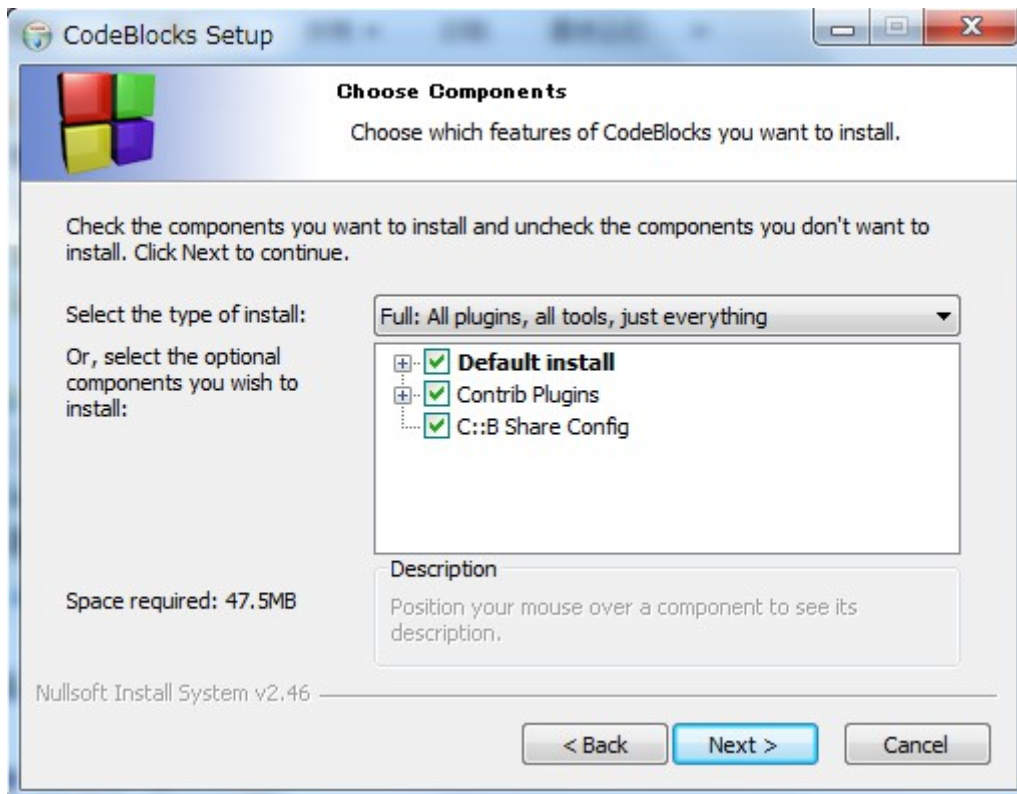 CodeBlocks Setup
Choose Components
Choose which features of CodeBlocks you want to install.
Check the components you want to install and uncheck the components you don't want to
install. Click Next to continue.
Select the type of install:
Full: All plugins, all tools, just everything
Or, select the optional
components you wish to
install:
Default install
Contrib Plugins
C::B Share Config
Space required: 47.5MB
Description
Position your mouse over a component to see its
description.
Nullsoft Install System v2.46
< Back
Next >
Cancel